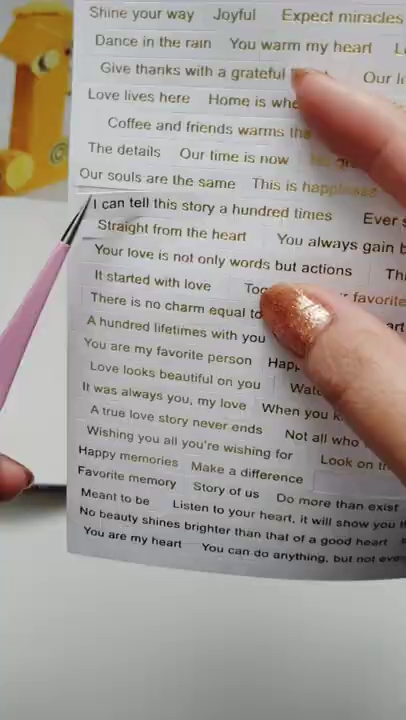 Shine your way Joyful Expect miracles
Dance in the rain You warm my heart
Give thanks with a grateful Our
Love lives here Home is
Coffee and friends warms the
The details Our time is now
Our souls are the same This is happiness
I can tell this story a hundred times Ever
Straight from the heart You always gain
Your love is not only words but actions
It started with love favorite
There is no charm equal to
A hundred lifetimes with you
You are my favorite person
Love looks beautiful on you
It was always you, my love When you
A true love story never ends Not all who
Wishing you all you're wishing for Look on
Happy memories Make a difference
Favorite memory Story of us Do more than exist
Meant to be Listen to your heart, it will show you
No beauty shines brighter than that of a good heart
You are my heart You can do anything, but not